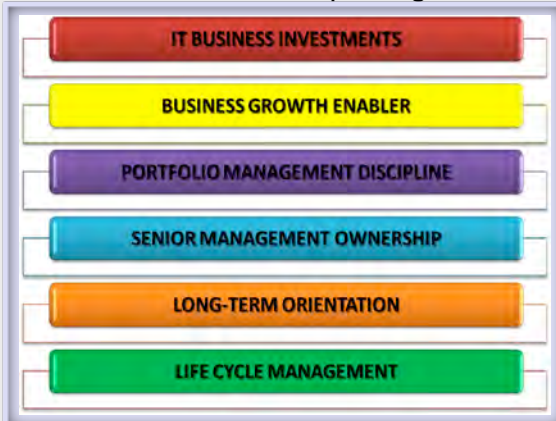 IT BUSINESS INVESTMENTS
BUSINESS GROWTH ENABLER
PORTFOLIO MANAGEMENT DISCIPLINE
SENIOR MANAGEMENT OWNERSHIP
LONG-TERM ORIENTATION
LIFE CYCLE MANAGEMENT